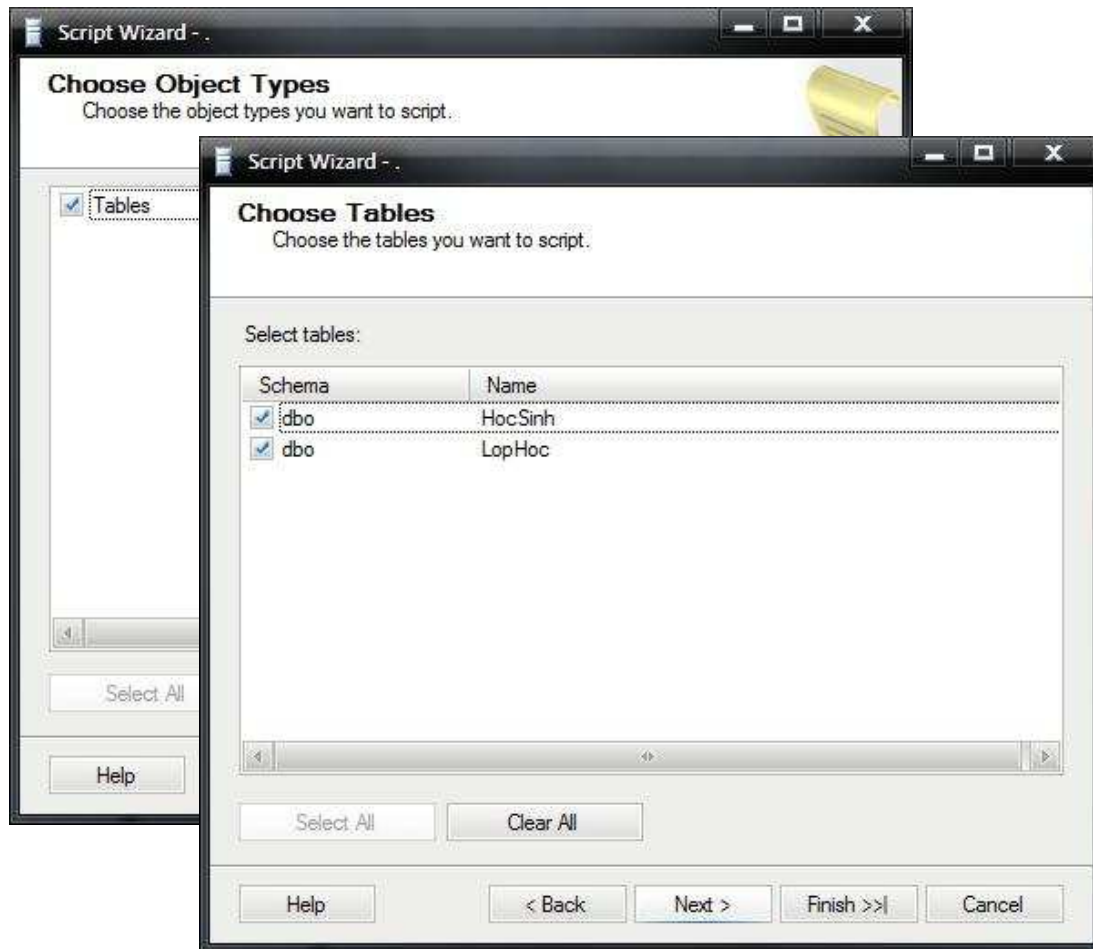 Script Wizard - .
Choose Object Types
Choose the object types you want to script.
Tables
Select All
Help
Script Wizard - .
Choose Tables
Choose the tables you want to script.
Select tables:
Schema Name
dbo HocSinh
dbo LopHoc
Select All Clear All
Help < Back Next > Finish >>| Cancel